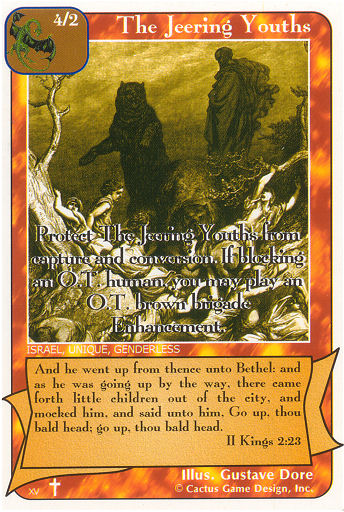 4/2
The Jeering Youths
Protect The Jeering Youths from
capture and conversion. If blocking
an O.T. human, you may play an
O.T. brown brigade
Enhancement.
ISRAEL, UNIQUE, GENDERLESS
And he went up from thence unto Bethel: and
as he was going up by the way, there came
forth little children out of the city, and
mocked him, and said unto him, Go up, thou
bald head; go up, thou bald head.
II Kings 2:23
Illus. Gustave Dore
XV
© Cactus Game Design, Inc.